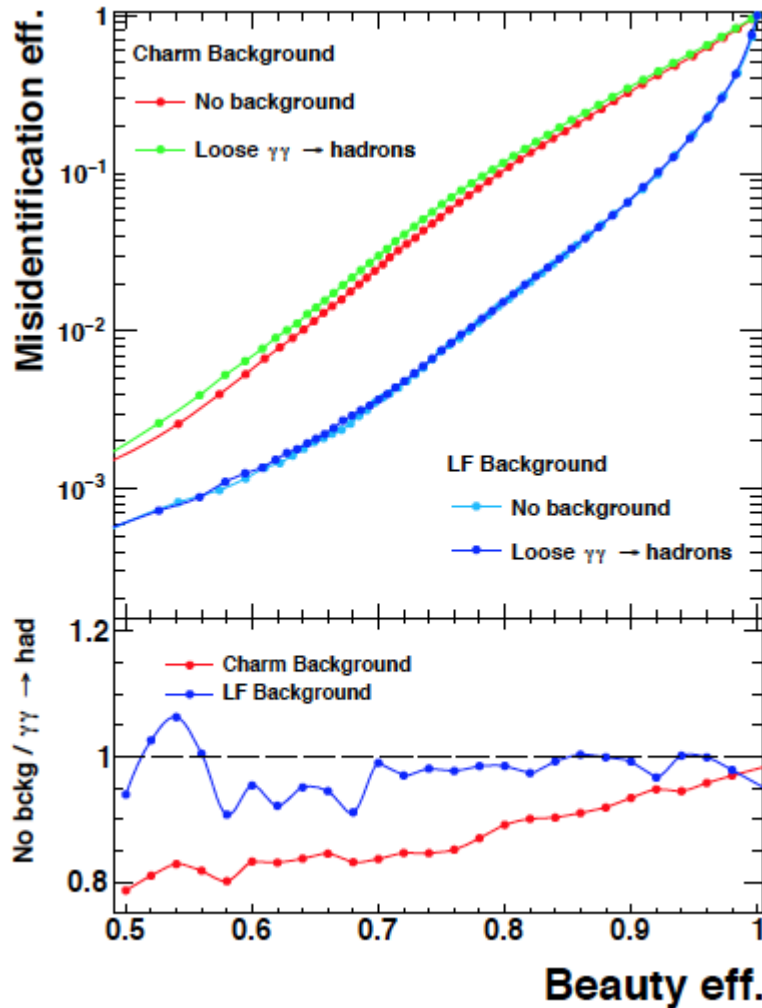 Misidentification eff.
1
10⁻¹
10⁻²
10⁻³
Charm Background
No background
Loose γγ → hadrons
LF Background
No background
Loose γγ → hadrons
No bckg / γγ → had
1.2
1
0.8
Charm Background
LF Background
0.5 0.6 0.7 0.8 0.9 1
Beauty eff.